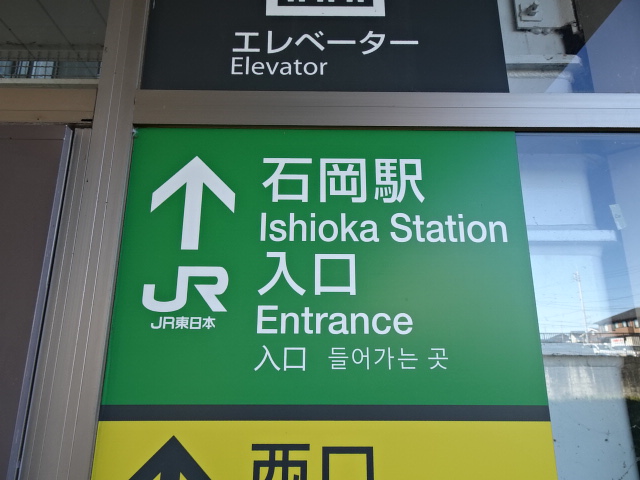 エレベーター
Elevator
石岡駅
Ishioka Station
入口
Entrance
入口 들어가는 곳
JR
JR東日本
西口